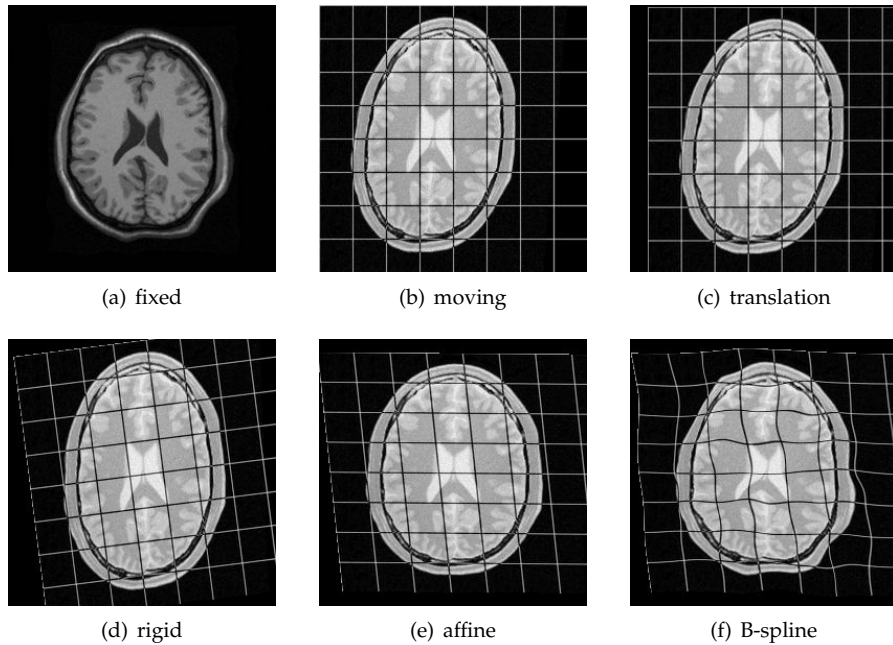 (a) fixed
(b) moving
(c) translation
(d) rigid
(e) affine
(f) B-spline